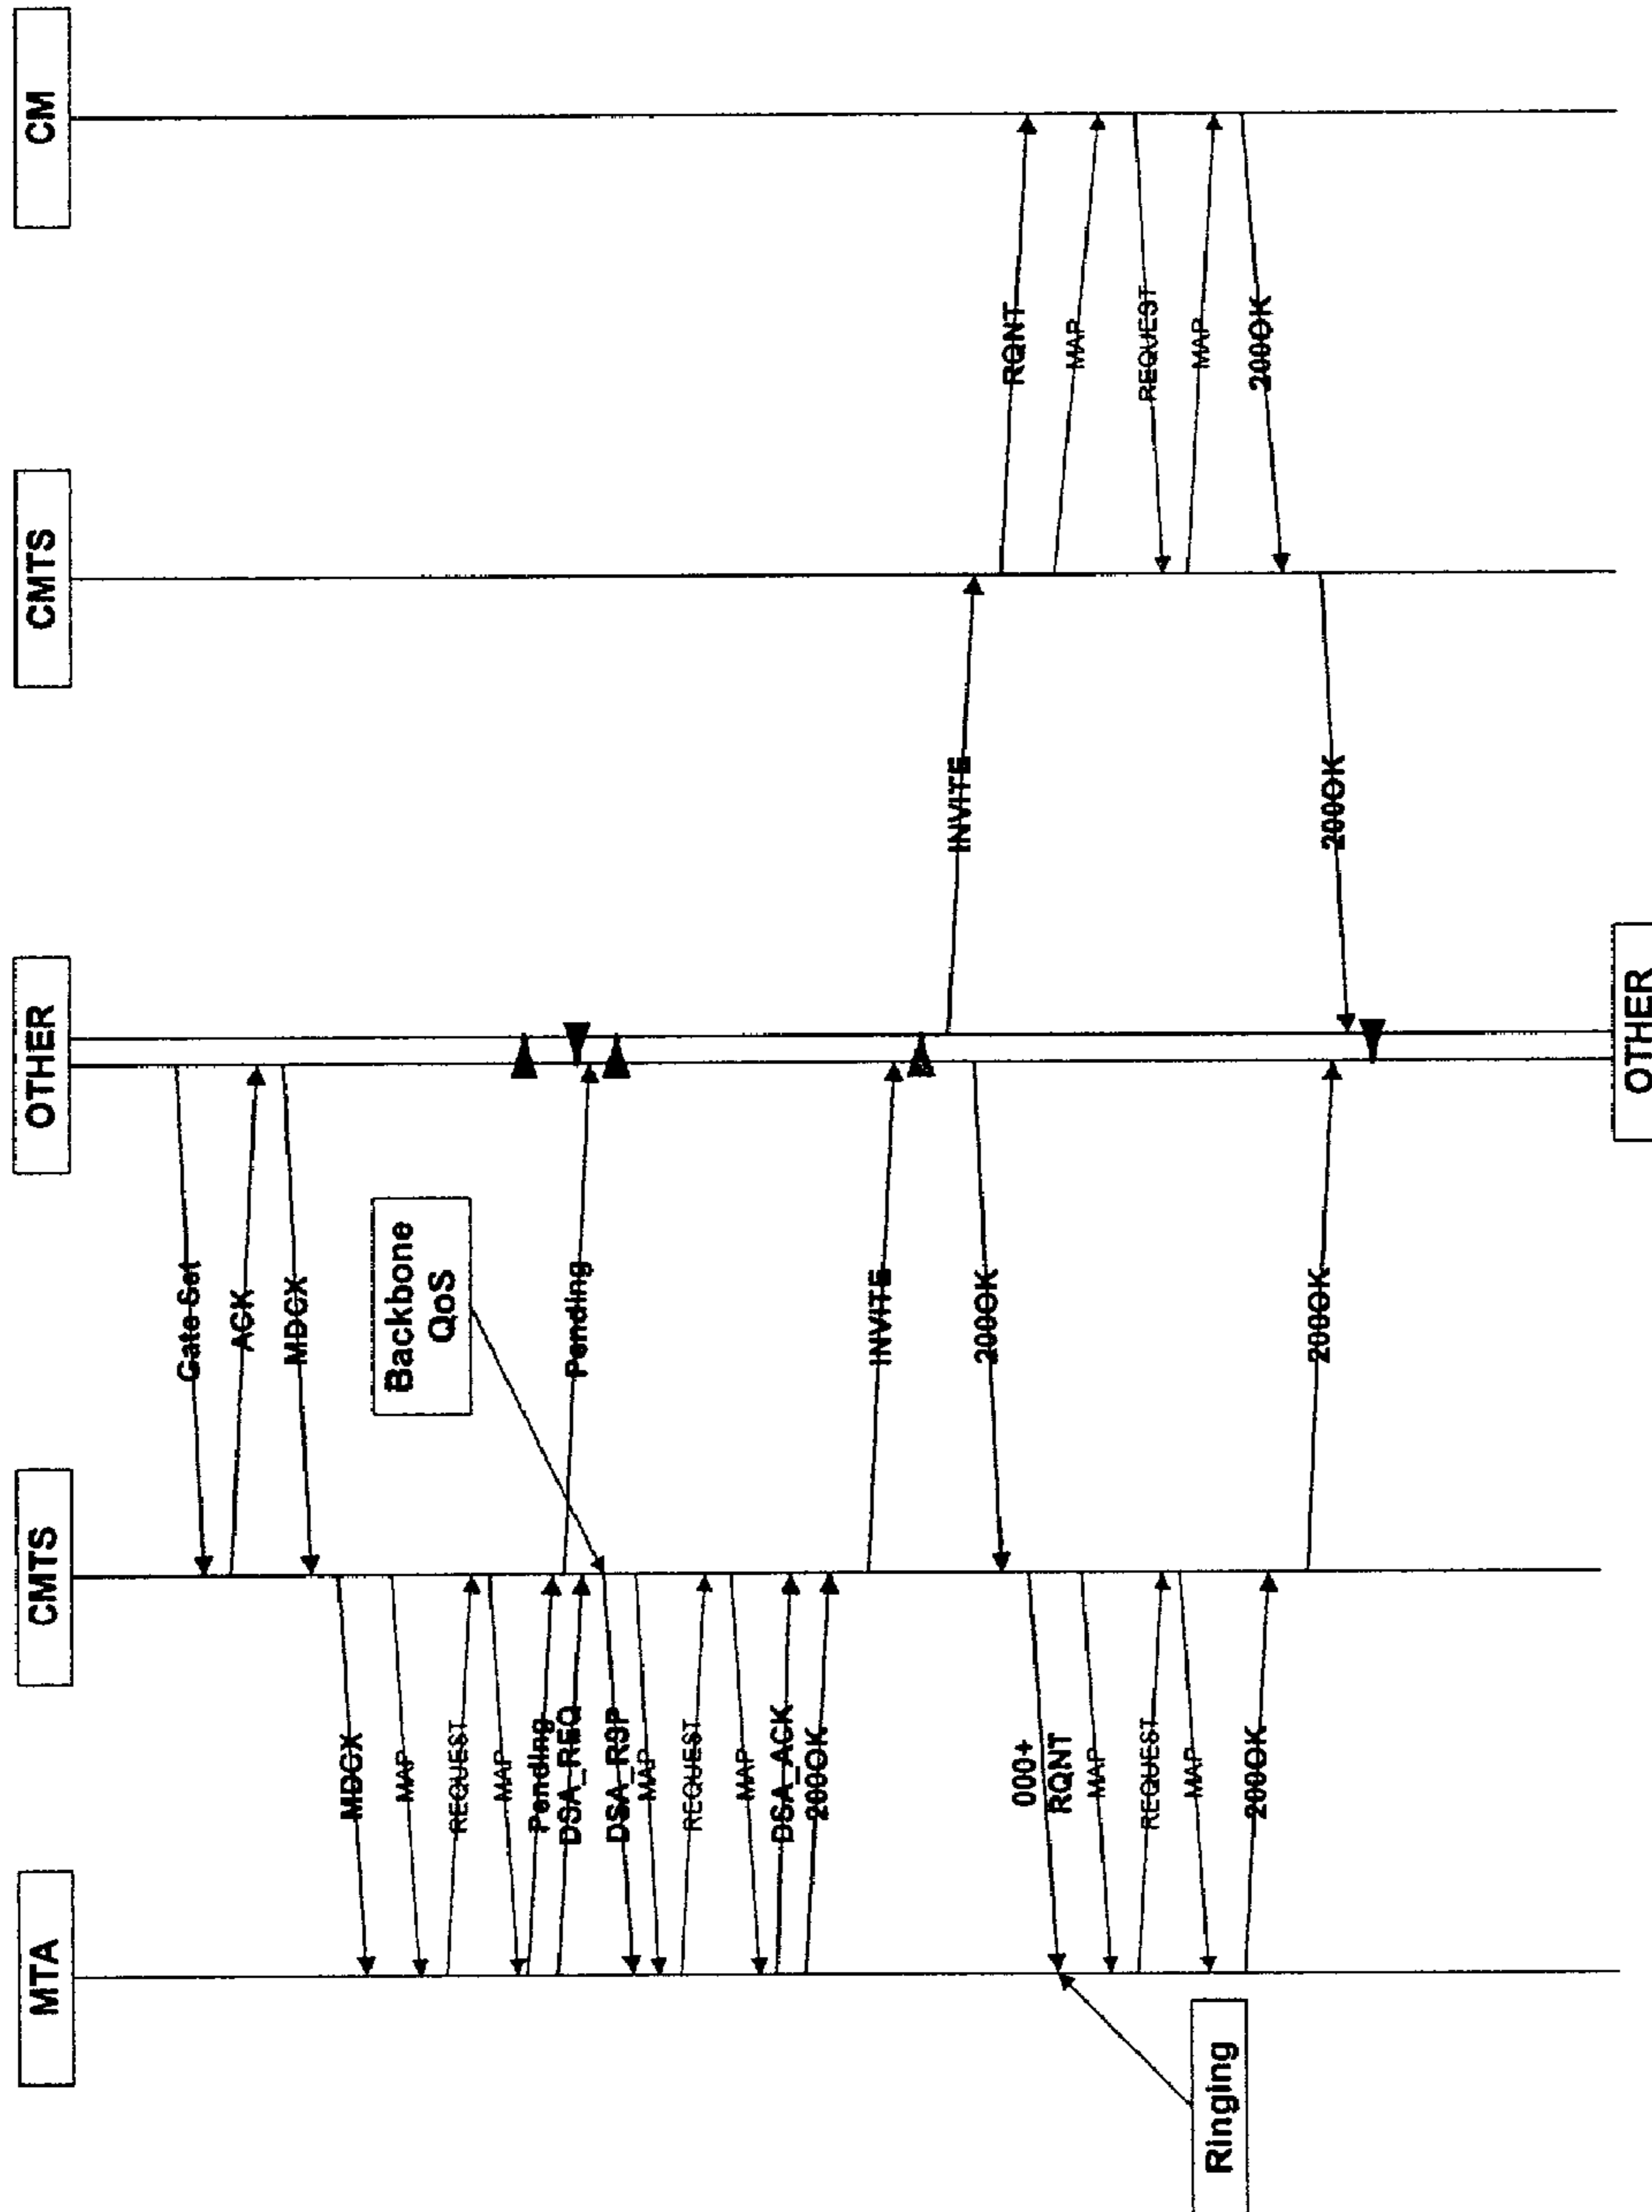 MTA
CMTS
OTHER
CMTS
CM
Gate Set
ACK
MDCX
MDCX
MAP
REQUEST
MAP
Pending
DSA_REQ
Pending
Backbone
QoS
DSA_RSP
MAP
REQUEST
MAP
DSA_ACK
200OK
INVITE
INVITE
200OK
RQNT
000+
RQNT
MAP
REQUEST
MAP
200OK
Ringing
MAP
REQUEST
MAP
200OK
200OK
200OK
OTHER